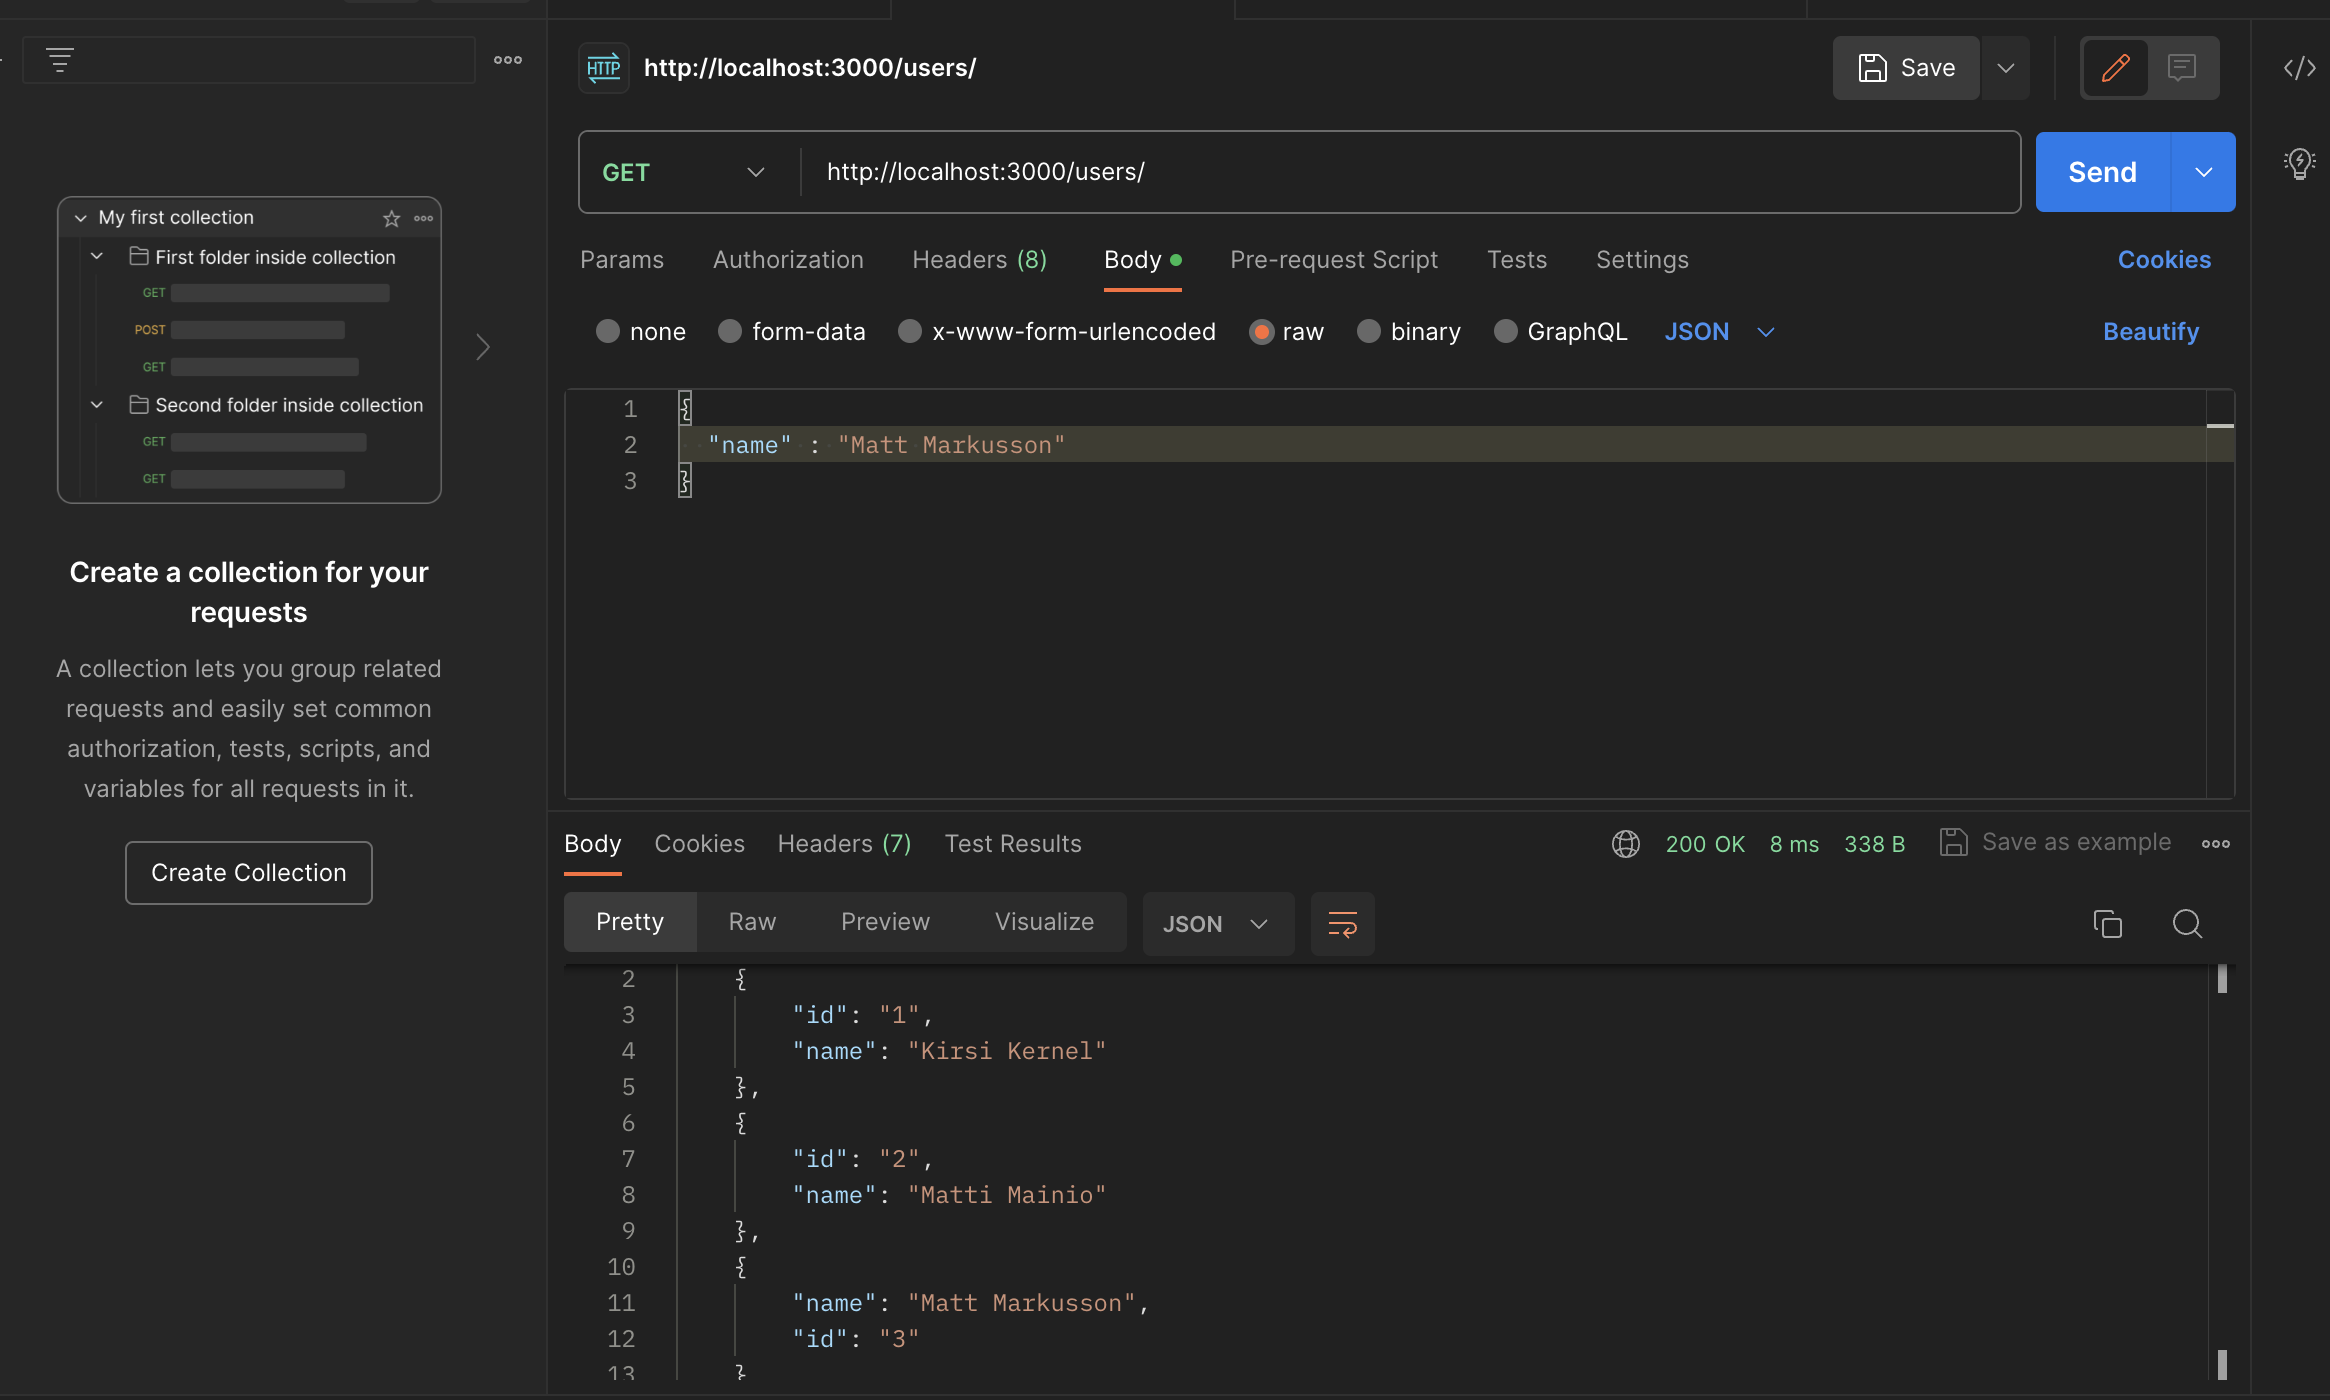 My first collection
First folder inside collection
GET
POST
GET
Second folder inside collection
GET
GET
Create a collection for your
requests
A collection lets you group related
requests and easily set common
authorization, tests, scripts, and
variables for all requests in it.
Create Collection
HTTP http://localhost:3000/users/
Save
GET http://localhost:3000/users/
Send
Params Authorization Headers (8) Body Pre-request Script Tests Settings Cookies
none form-data x-www-form-urlencoded raw binary GraphQL JSON Beautify
1 {
2 "name" : "Matt Markusson"
3 }
Body Cookies Headers (7) Test Results 200 OK 8 ms 338 B Save as example
Pretty Raw Preview Visualize JSON
2 {
3 "id": "1",
4 "name": "Kirsi Kernel"
5 },
6 {
7 "id": "2",
8 "name": "Matti Mainio"
9 },
10 {
11 "name": "Matt Markusson",
12 "id": "3"
13 }